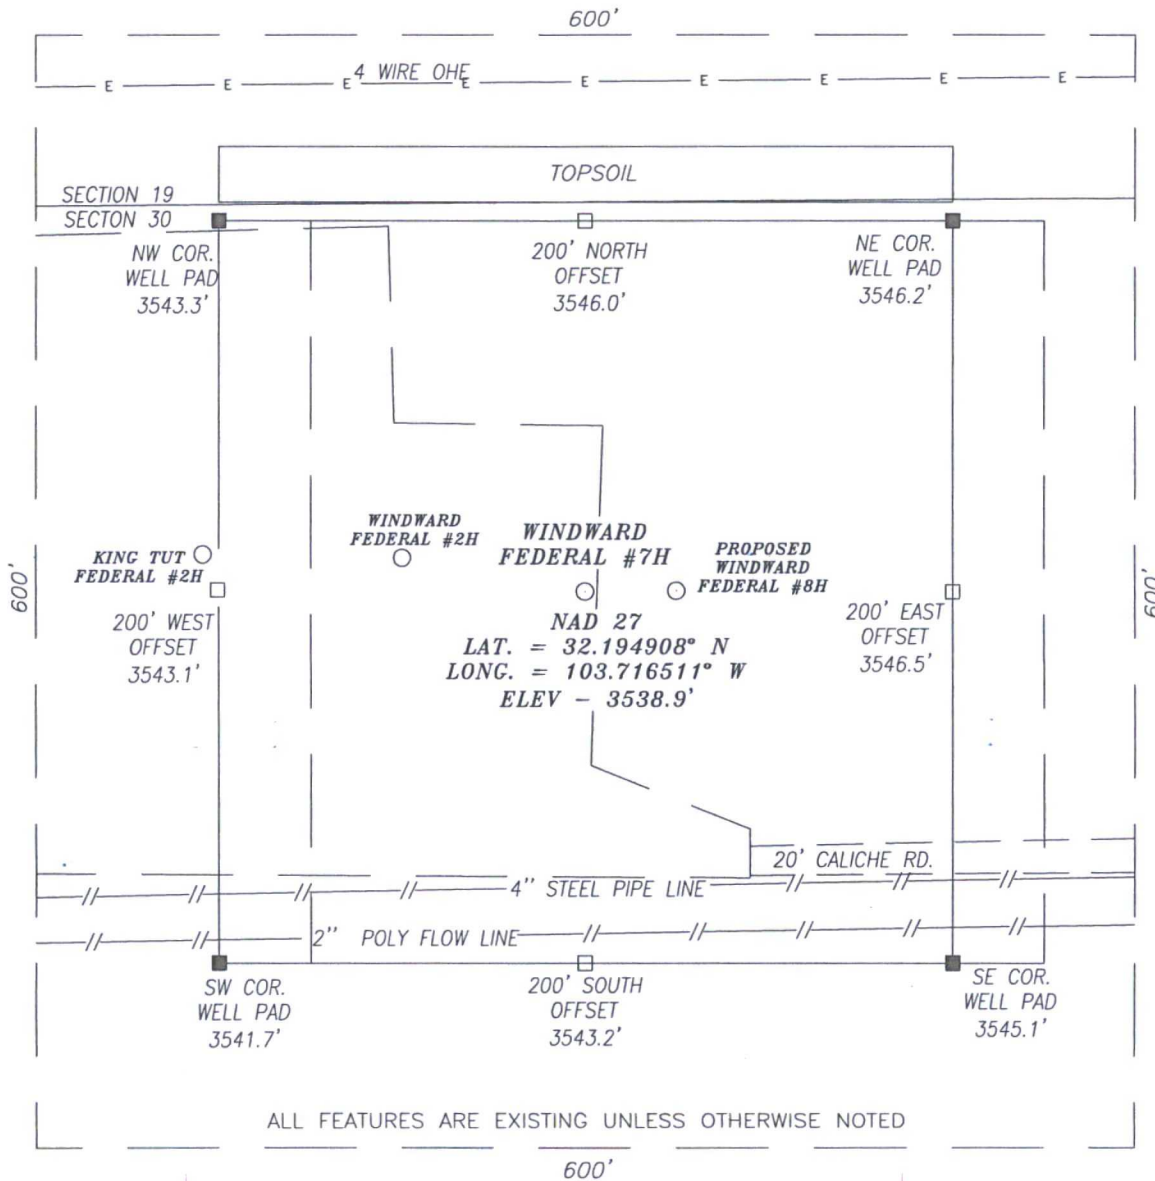 600'
4 WIRE OHE
E E E E E E E E E
TOPSOIL
SECTION 19
SECTON 30
NW COR.
WELL PAD
3543.3'
200' NORTH
OFFSET
3546.0'
NE COR.
WELL PAD
3546.2'
600'
KING TUT
FEDERAL #2H
200' WEST
OFFSET
3543.1'
WINDWARD
FEDERAL #2H
WINDWARD
FEDERAL #7H
PROPOSED
WINDWARD
FEDERAL #8H
NAD 27
LAT. = 32.194908° N
LONG. = 103.716511° W
ELEV - 3538.9'
200' EAST
OFFSET
3546.5'
600'
20' CALICHE RD.
4" STEEL PIPE LINE
2" POLY FLOW LINE
SW COR.
WELL PAD
3541.7'
200' SOUTH
OFFSET
3543.2'
SE COR.
WELL PAD
3545.1'
ALL FEATURES ARE EXISTING UNLESS OTHERWISE NOTED
600'